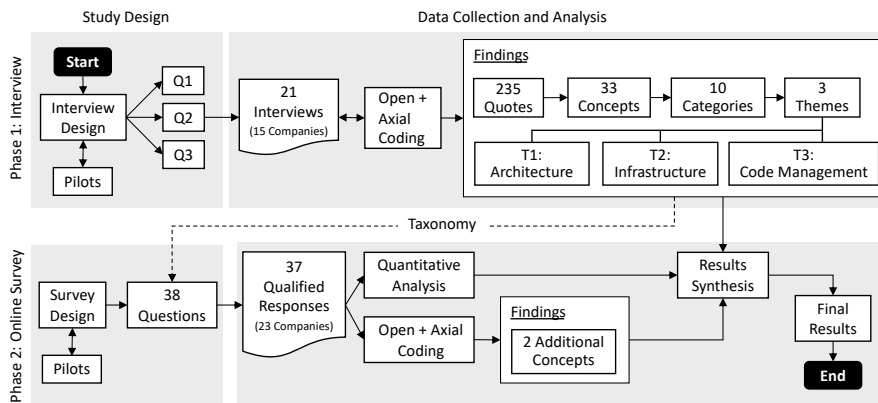 Study Design
Data Collection and Analysis
Phase 1: Interview
Start
Interview
Design
Pilots
Q1
Q2
Q3
21
Interviews
(15 Companies)
Open +
Axial
Coding
Findings
235
Quotes
33
Concepts
10
Categories
3
Themes
T1:
Architecture
T2:
Infrastructure
T3:
Code Management
Taxonomy
Phase 2: Online Survey
Survey
Design
Pilots
38
Questions
37
Qualified
Responses
(23 Companies)
Quantitative
Analysis
Open + Axial
Coding
Findings
2 Additional
Concepts
Results
Synthesis
Final
Results
End